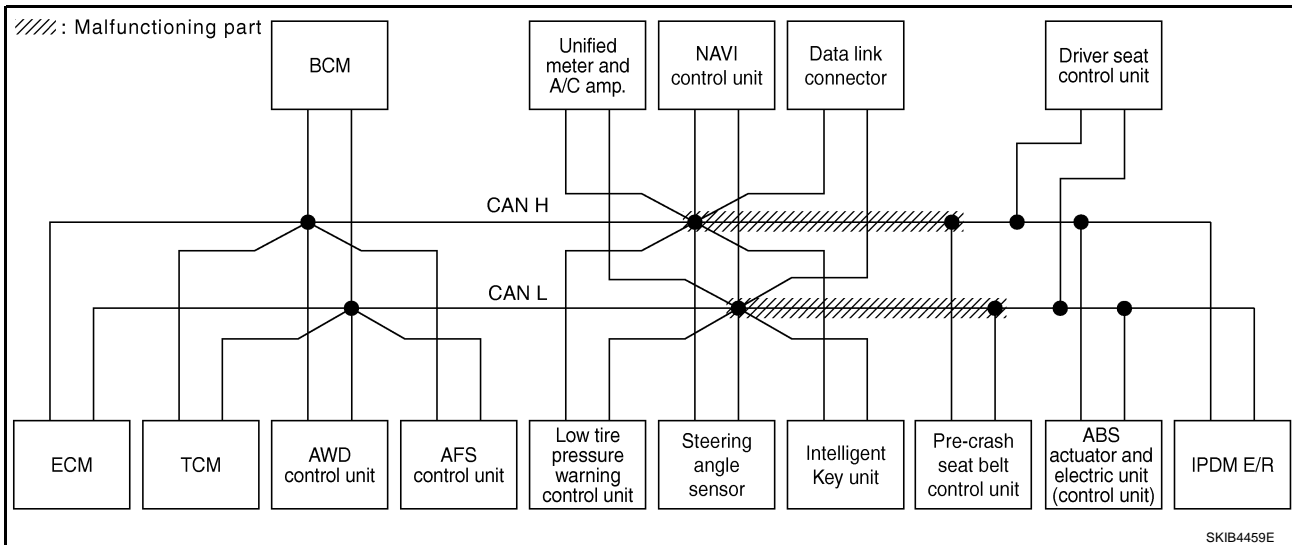 : Malfunctioning part
BCM
Unified
meter and
A/C amp.
NAVI
control unit
Data link
connector
Driver seat
control unit
CAN H
CAN L
ECM
TCM
AWD
control unit
AFS
control unit
Low tire
pressure
warning
control unit
Steering
angle
sensor
Intelligent
Key unit
Pre-crash
seat belt
control unit
ABS
actuator and
electric unit
(control unit)
IPDM E/R
SKIB4459E